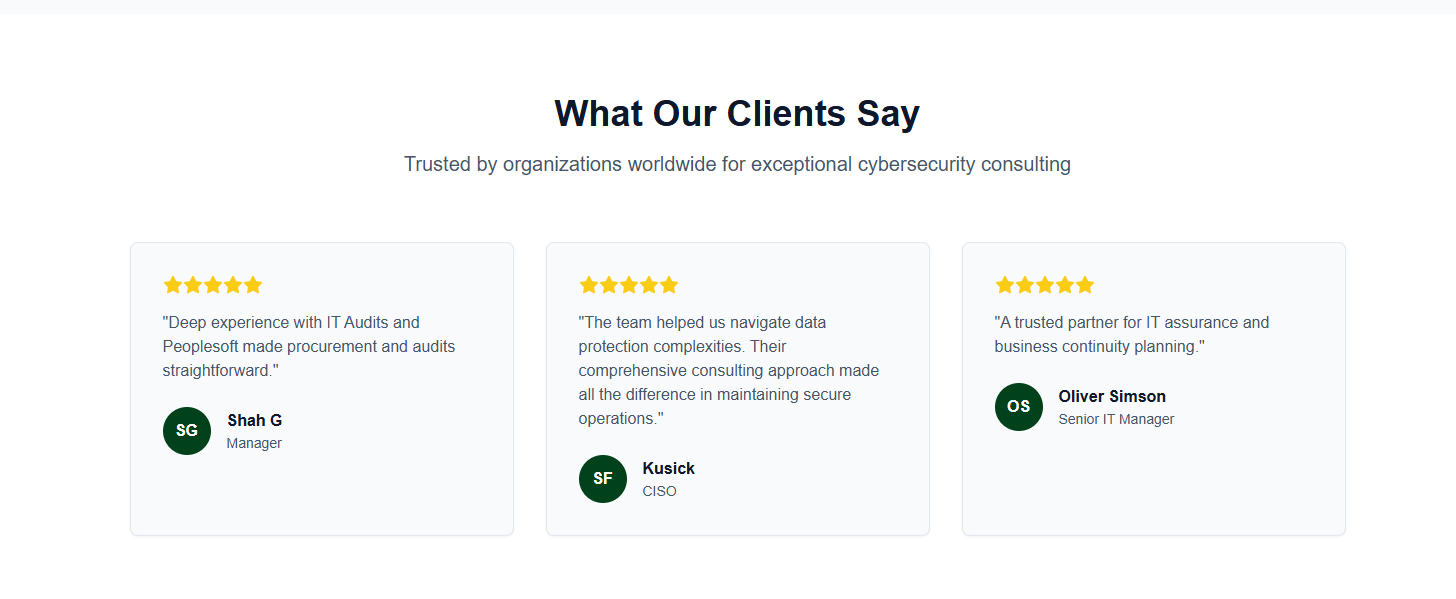 What Our Clients Say
Trusted by organizations worldwide for exceptional cybersecurity consulting
"Deep experience with IT Audits and
Peoplesoft made procurement and audits
straightforward."
SG
Shah G
Manager
"The team helped us navigate data
protection complexities. Their
comprehensive consulting approach made
all the difference in maintaining secure
operations."
SF
Kusick
CISO
"A trusted partner for IT assurance and
business continuity planning."
OS
Oliver Simson
Senior IT Manager